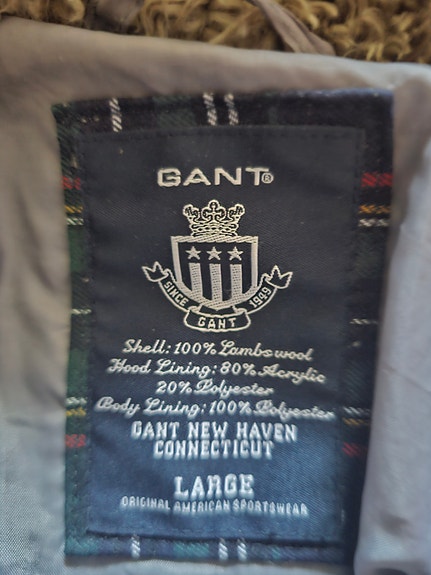 GANT®
SINCE 1949
GANT
Shell: 100% Lambswool
Hood Lining: 80% Acrylic
20% Polyester
Body Lining: 100% Polyester
GANT NEW HAVEN
CONNECTICUT
LARGE
ORIGINAL AMERICAN SPORTSWEAR